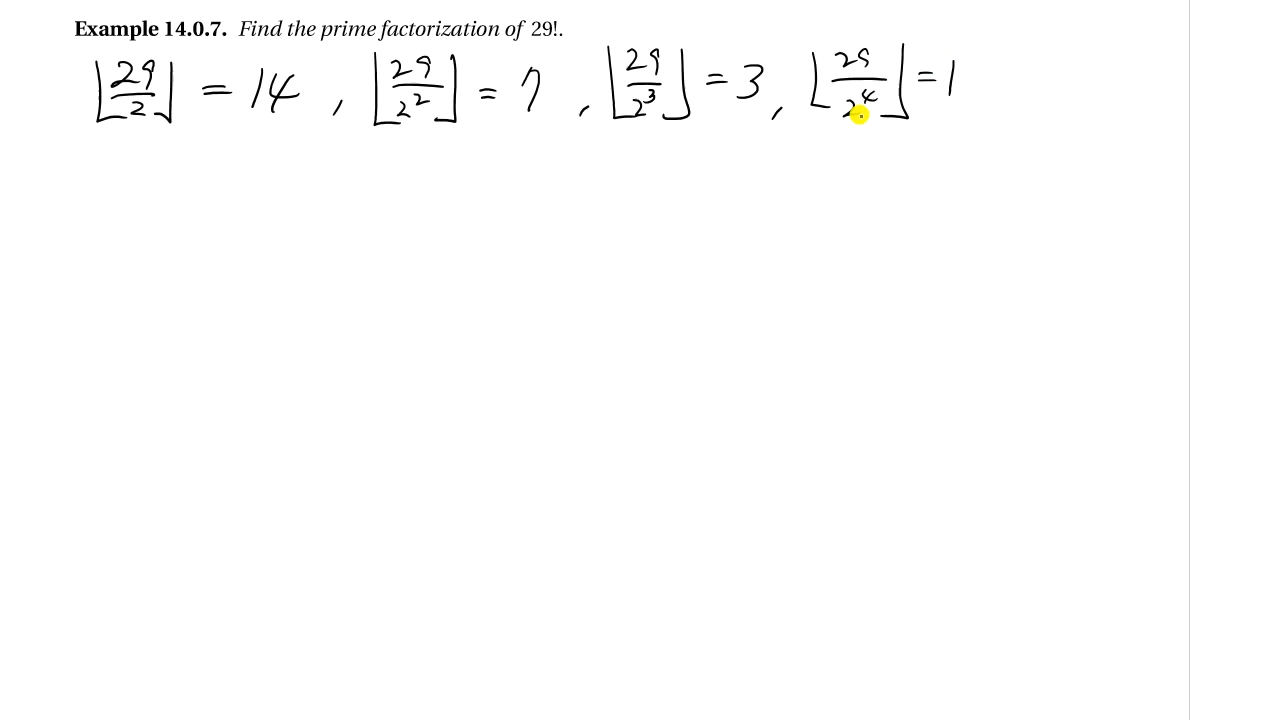 Example 14.0.7. Find the prime factorization of 29!.
⌊29/2⌋ = 14 , ⌊29/2²⌋ = 7 , ⌊29/2³⌋ = 3 , ⌊29/2⁴⌋ = 1